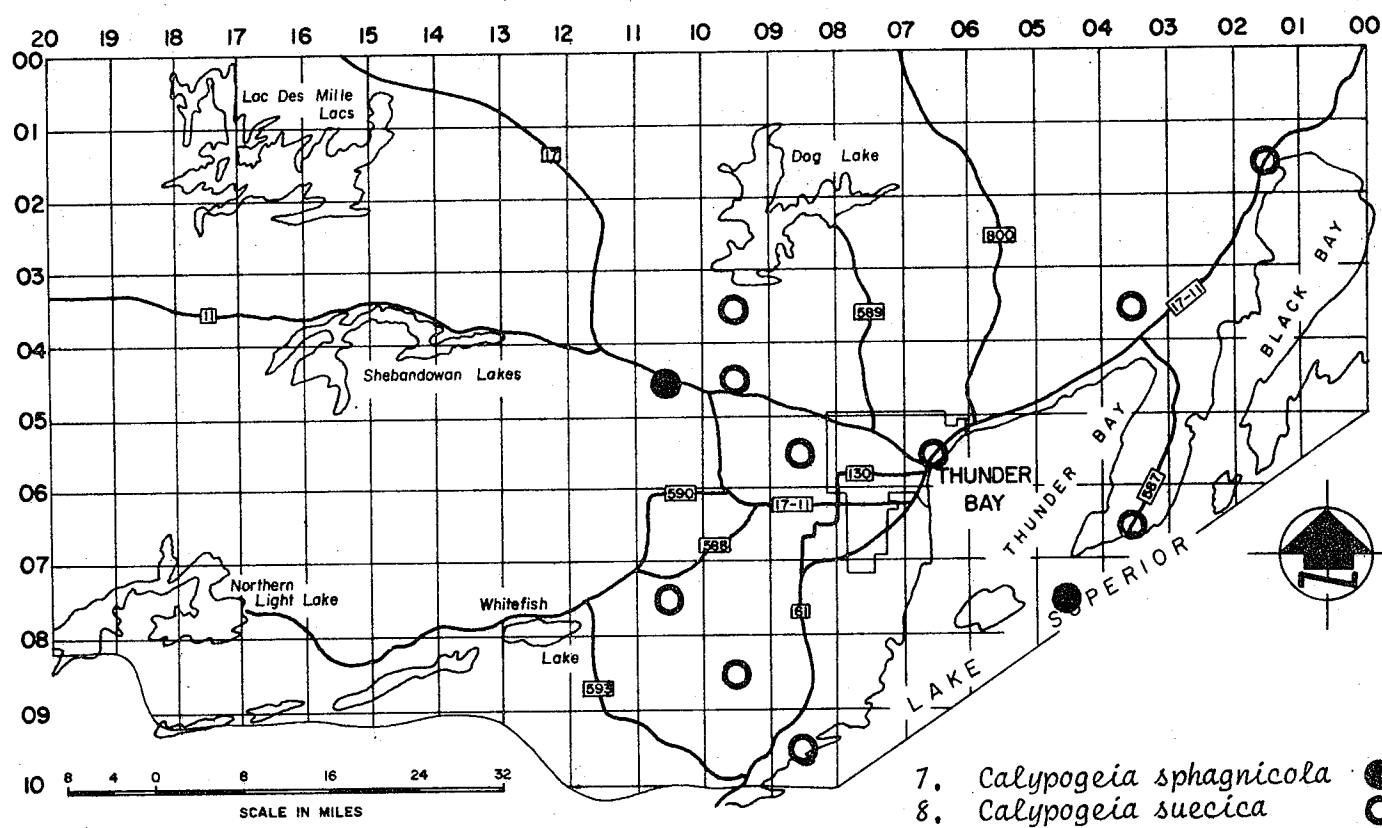 20 19 18 17 16 15 14 13 12 11 10 09 08 07 06 05 04 03 02 01 00
00
01
02
03
04
05
06
07
08
09
10
Lac Des Mille
Lacs
17
Dog Lake
800
BLACK BAY
11
589
17-11
Shebandowan Lakes
THUNDER BAY
130
THUNDER
BAY
590
17-11
587
588
Northern
Light Lake
Whitefish
Lake
61
593
LAKE SUPERIOR
N
8 4 0 8 16 24 32
SCALE IN MILES
7. Calypogeia sphagnicola
8. Calypogeia suecica